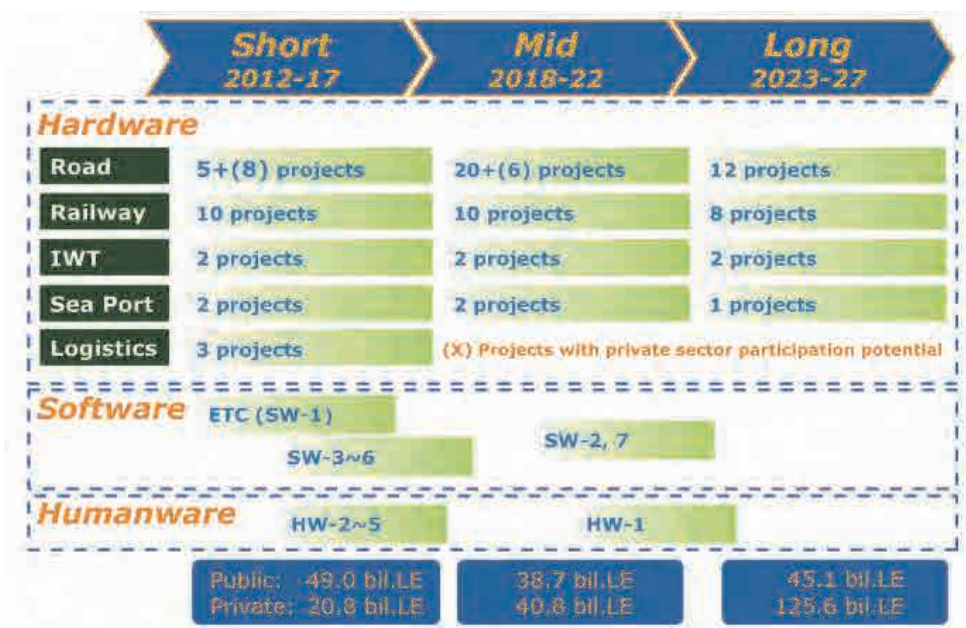 Short Mid Long
2012-17 2018-22 2023-27
Hardware
Road 5+(8) projects 20+(6) projects 12 projects
Railway 10 projects 10 projects 8 projects
IWT 2 projects 2 projects 2 projects
Sea Port 2 projects 2 projects 1 projects
Logistics 3 projects (X) Projects with private sector participation potential
Software
ETC (SW-1)
SW-2, 7
SW-3~6
Humanware
HW-2~5 HW-1
Public: 49.0 bil.LE 38.7 bil.LE 45.1 bil.LE
Private: 20.8 bil.LE 40.8 bil.LE 125.6 bil.LE